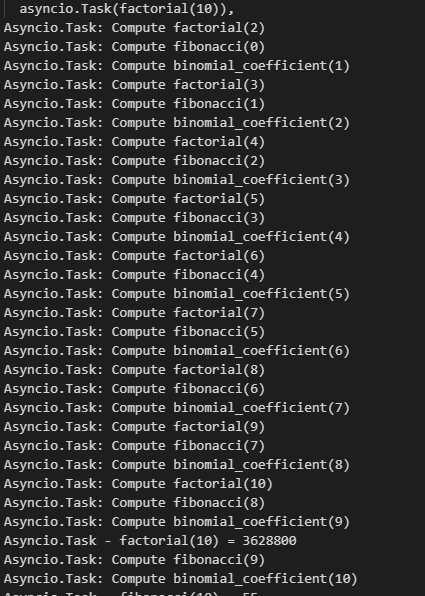 asyncio.Task(factorial(10)),
Asyncio.Task: Compute factorial(2)
Asyncio.Task: Compute fibonacci(0)
Asyncio.Task: Compute binomial_coefficient(1)
Asyncio.Task: Compute factorial(3)
Asyncio.Task: Compute fibonacci(1)
Asyncio.Task: Compute binomial_coefficient(2)
Asyncio.Task: Compute factorial(4)
Asyncio.Task: Compute fibonacci(2)
Asyncio.Task: Compute binomial_coefficient(3)
Asyncio.Task: Compute factorial(5)
Asyncio.Task: Compute fibonacci(3)
Asyncio.Task: Compute binomial_coefficient(4)
Asyncio.Task: Compute factorial(6)
Asyncio.Task: Compute fibonacci(4)
Asyncio.Task: Compute binomial_coefficient(5)
Asyncio.Task: Compute factorial(7)
Asyncio.Task: Compute fibonacci(5)
Asyncio.Task: Compute binomial_coefficient(6)
Asyncio.Task: Compute factorial(8)
Asyncio.Task: Compute fibonacci(6)
Asyncio.Task: Compute binomial_coefficient(7)
Asyncio.Task: Compute factorial(9)
Asyncio.Task: Compute fibonacci(7)
Asyncio.Task: Compute binomial_coefficient(8)
Asyncio.Task: Compute factorial(10)
Asyncio.Task: Compute fibonacci(8)
Asyncio.Task: Compute binomial_coefficient(9)
Asyncio.Task - factorial(10) = 3628800
Asyncio.Task: Compute fibonacci(9)
Asyncio.Task: Compute binomial_coefficient(10)
Asyncio.Task - fibonacci(10) = 55